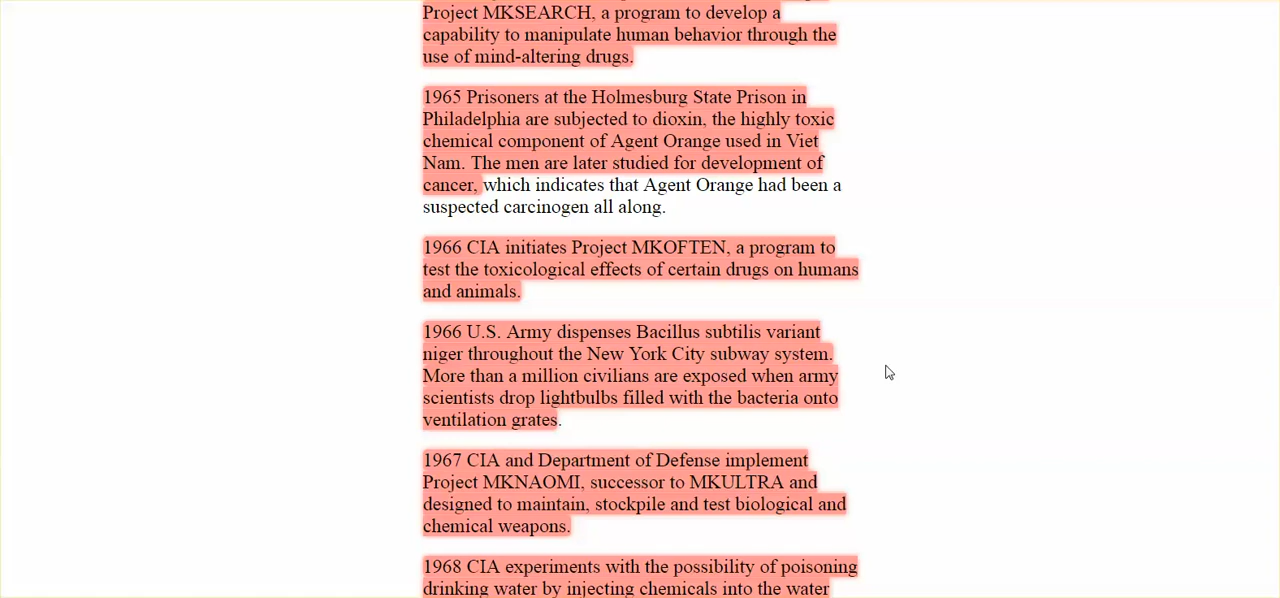 Project MKSEARCH, a program to develop a
capability to manipulate human behavior through the
use of mind-altering drugs.
1965 Prisoners at the Holmesburg State Prison in
Philadelphia are subjected to dioxin, the highly toxic
chemical component of Agent Orange used in Viet
Nam. The men are later studied for development of
cancer, which indicates that Agent Orange had been a
suspected carcinogen all along.
1966 CIA initiates Project MKOFTEN, a program to
test the toxicological effects of certain drugs on humans
and animals.
1966 U.S. Army dispenses Bacillus subtilis variant
niger throughout the New York City subway system.
More than a million civilians are exposed when army
scientists drop lightbulbs filled with the bacteria onto
ventilation grates.
1967 CIA and Department of Defense implement
Project MKNAOMI, successor to MKULTRA and
designed to maintain, stockpile and test biological and
chemical weapons.
1968 CIA experiments with the possibility of poisoning
drinking water by injecting chemicals into the water